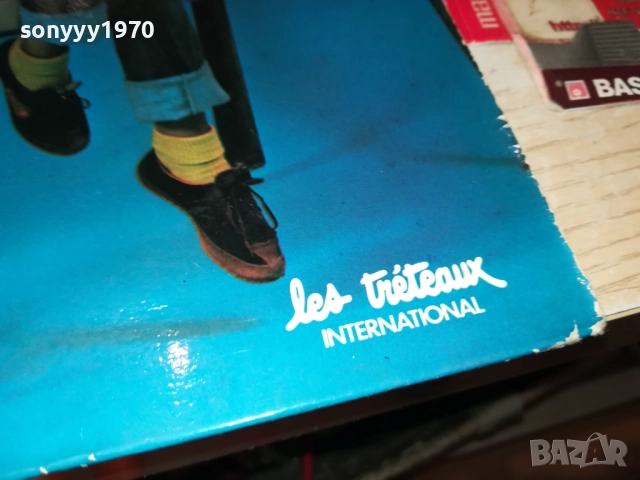 sonyyy1970
BAS
les tréteaux
INTERNATIONAL
BAZAR